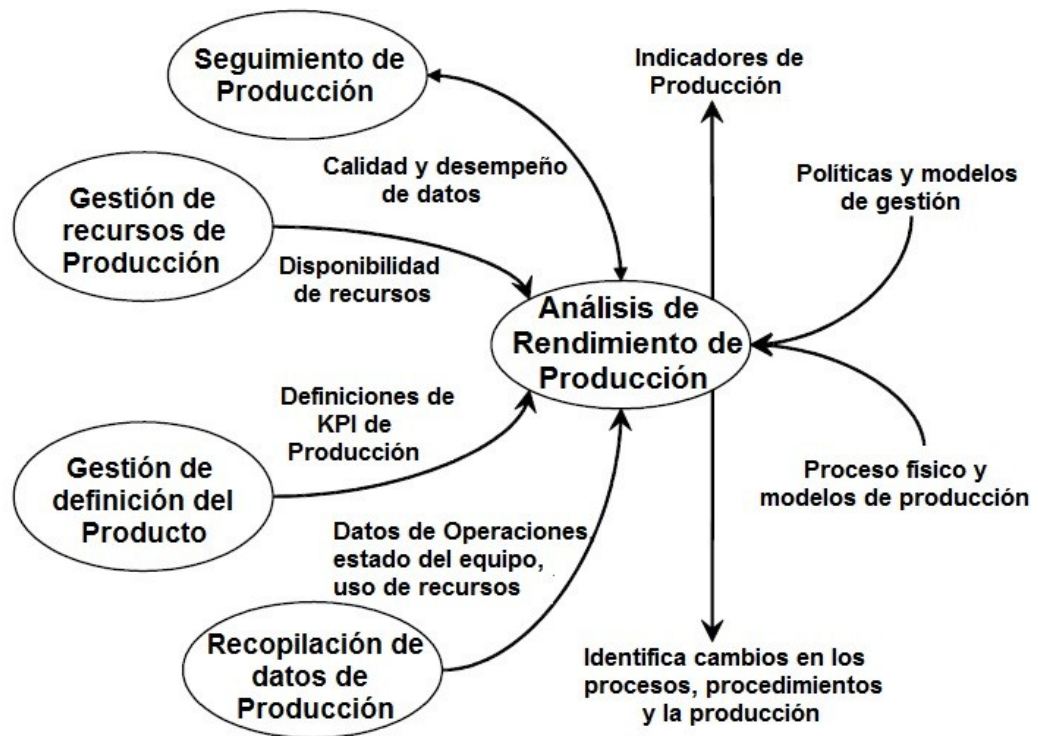 Seguimiento de
Producción
Indicadores de
Producción
Calidad y desempeño
de datos
Políticas y modelos
de gestión
Gestión de
recursos de
Producción
Disponibilidad
de recursos
Análisis de
Rendimiento de
Producción
Definiciones de
KPI de
Producción
Gestión de
definición del
Producto
Proceso físico y
modelos de producción
Datos de Operaciones,
estado del equipo,
uso de recursos
Recopilación de
datos de
Producción
Identifica cambios en los
procesos, procedimientos
y la producción